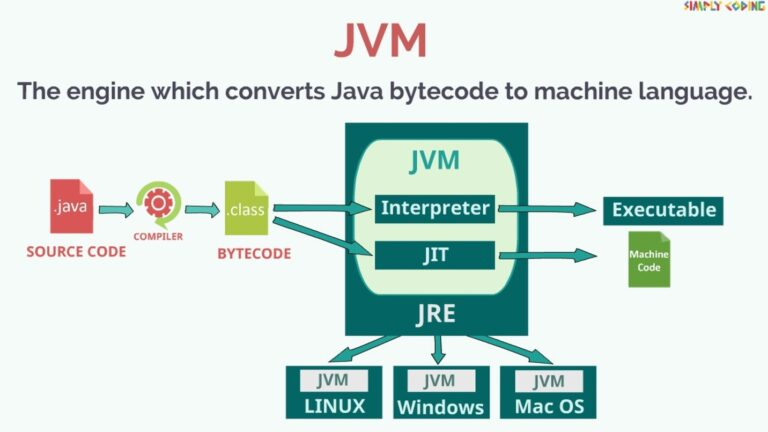 SIMPLY CODING
JVM
The engine which converts Java bytecode to machine language.
JVM
.java
SOURCE CODE
COMPILER
.class
BYTECODE
Interpreter
JIT
JRE
Executable
Machine
Code
JVM
LINUX
JVM
Windows
JVM
Mac OS